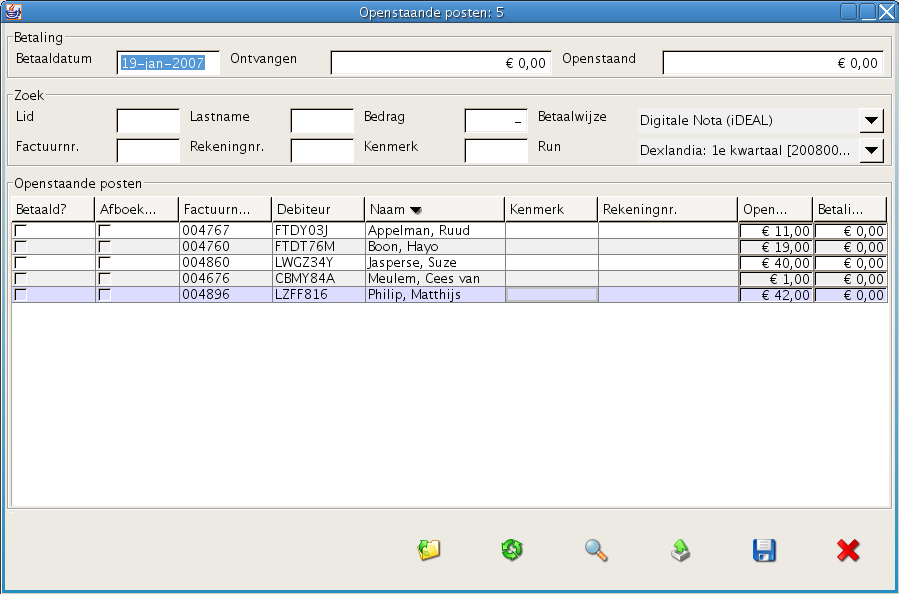 Openstaande posten: 5
Betaling
Betaaldatum 19-jan-2007 Ontvangen € 0,00 Openstaand € 0,00
Zoek
Lid Lastname Bedrag – Betaalwijze Digitale Nota (iDEAL)
Factuurnr. Rekeningnr. Kenmerk Run Dexlandia: 1e kwartaal [200800...
Openstaande posten
Betaald? Afboek... Factuurn... Debiteur Naam Kenmerk Rekeningnr. Open... Betali...
004767 FTDY03J Appelman, Ruud € 11,00 € 0,00
004760 FTDT76M Boon, Hayo € 19,00 € 0,00
004860 LWGZ34Y Jasperse, Suze € 40,00 € 0,00
004676 CBMY84A Meulem, Cees van € 1,00 € 0,00
004896 LZFF816 Philip, Matthijs € 42,00 € 0,00